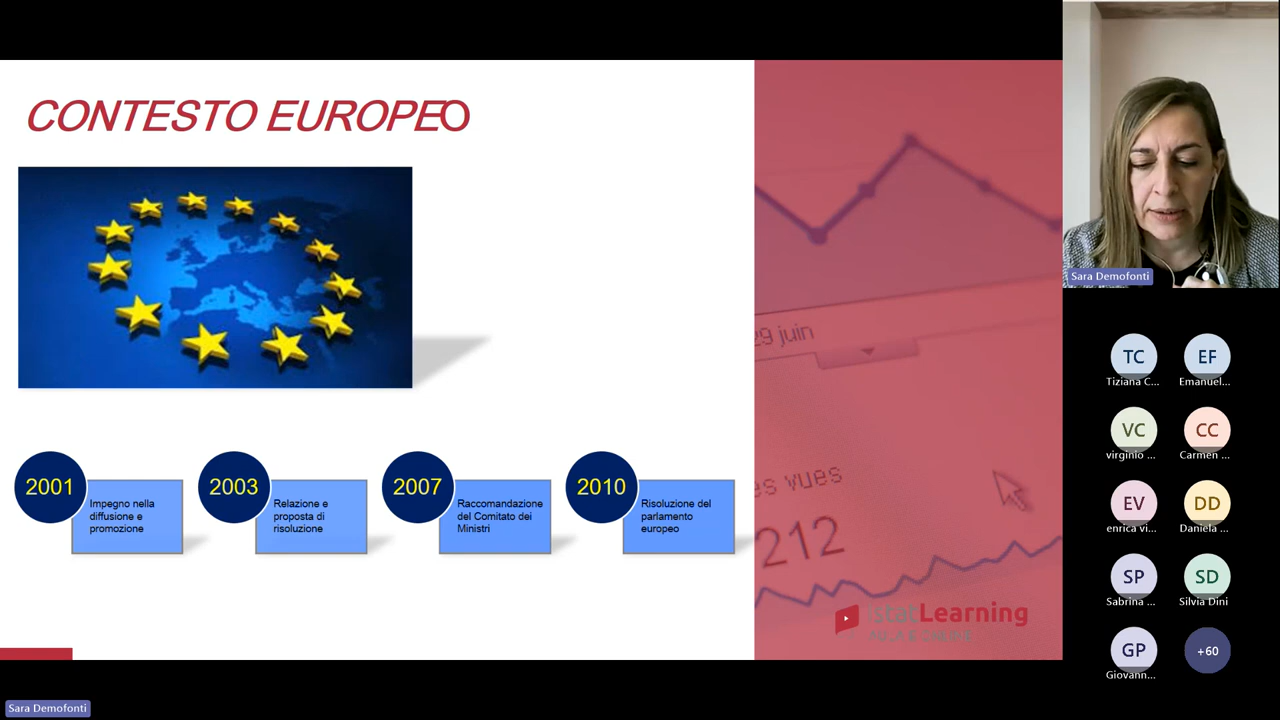 CONTESTO EUROPEO
2001
Impegno nella
diffusione e
promozione
2003
Relazione e
proposta di
risoluzione
2007
Raccomandazione
del Comitato dei
Ministri
2010
Risoluzione del
parlamento
europeo
29 juin
es vues
212
istatLearning
AULA E ONLINE
Sara Demofonti
TC
Tiziana C...
EF
Emanuel...
VC
virginio ...
CC
Carmen ...
EV
enrica vi...
DD
Daniela ...
SP
Sabrina ...
SD
Silvia Dini
GP
Giovann...
+60
Sara Demofonti